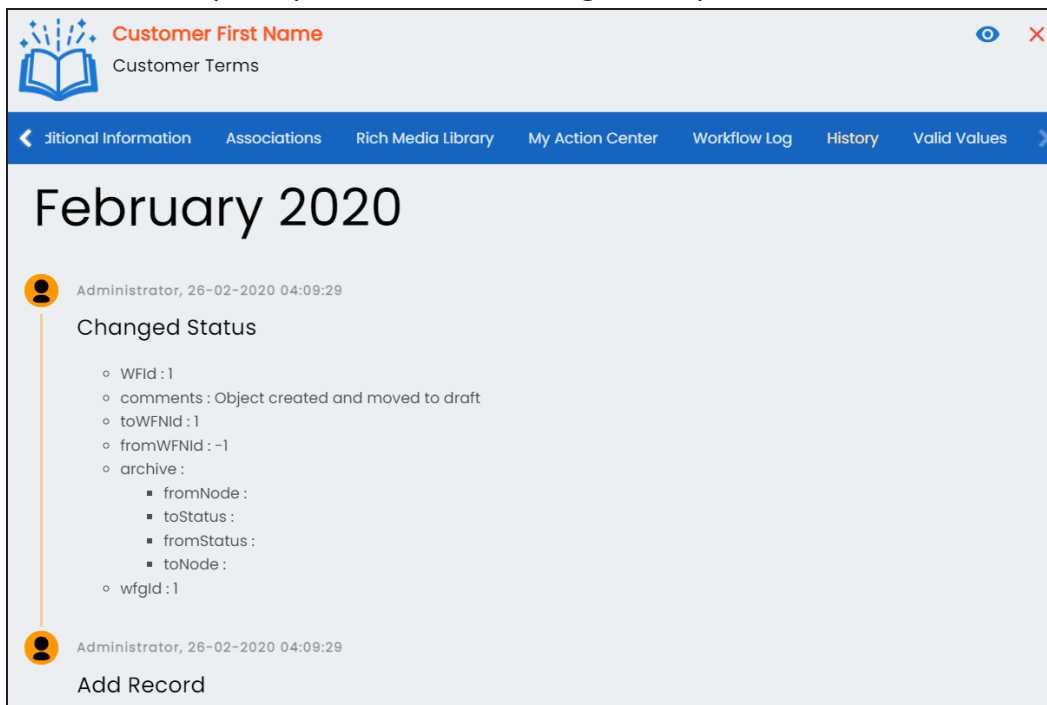 Customer First Name
Customer Terms
ditional Information Associations Rich Media Library My Action Center Workflow Log History Valid Values
February 2020
Administrator, 26-02-2020 04:09:29
Changed Status
WFId : 1
comments : Object created and moved to draft
toWFNId : 1
fromWFNId : -1
archive :
fromNode :
toStatus :
fromStatus :
toNode :
wfgId : 1
Administrator, 26-02-2020 04:09:29
Add Record